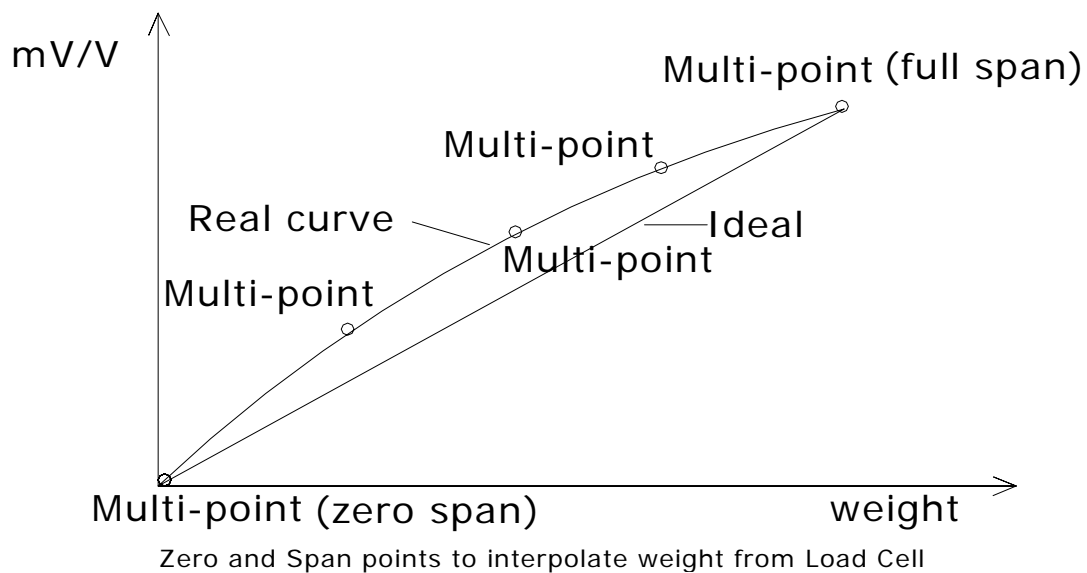 mV/V
Multi-point (full span)
Multi-point
Real curve
Ideal
Multi-point
Multi-point
Multi-point (zero span)
weight
Zero and Span points to interpolate weight from Load Cell